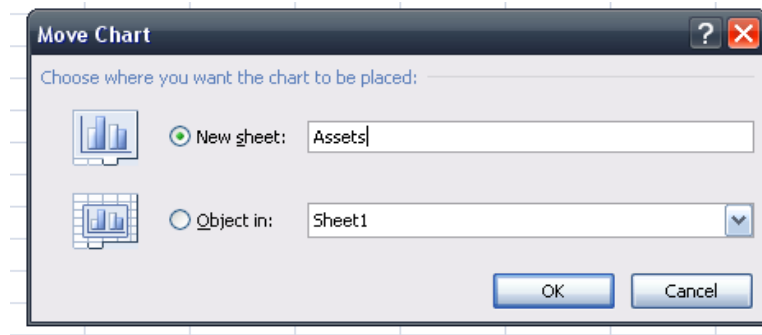 Move Chart
?
Choose where you want the chart to be placed:
New sheet: Assets
Object in: Sheet1
OK Cancel